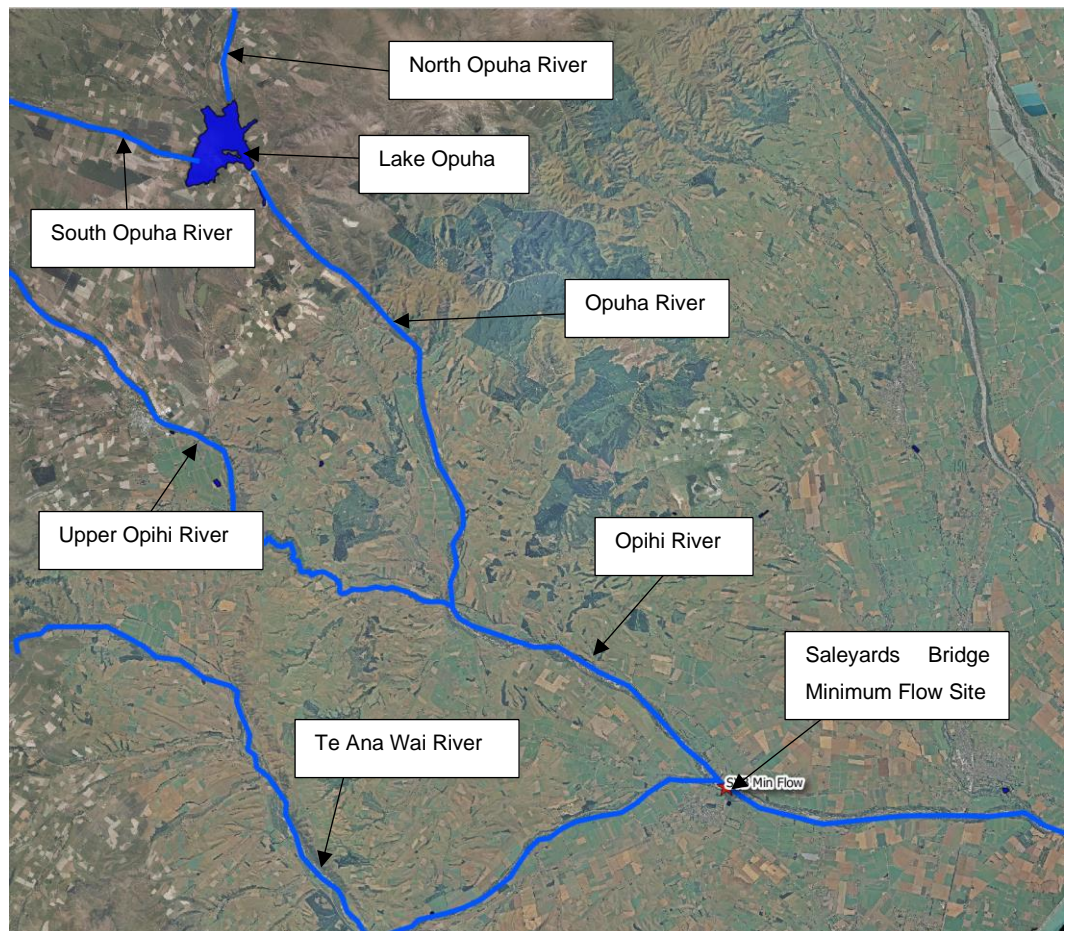 North Opuha River
Lake Opuha
South Opuha River
Opuha River
Upper Opihi River
Opihi River
Saleyards Bridge
Minimum Flow Site
Te Ana Wai River
Min Flow